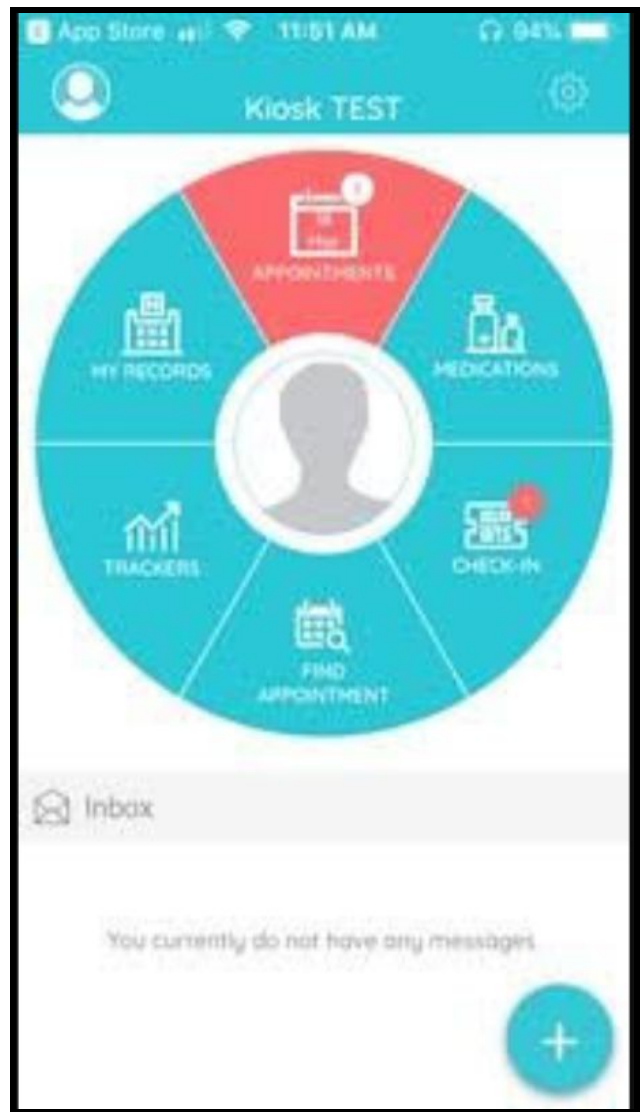 App Store 11:51 AM 94%
Kiosk TEST
APPOINTMENTS
MY RECORDS
MEDICATIONS
TRACKERS
CHECK-IN
FIND
APPOINTMENT
Inbox
You currently do not have any messages
+